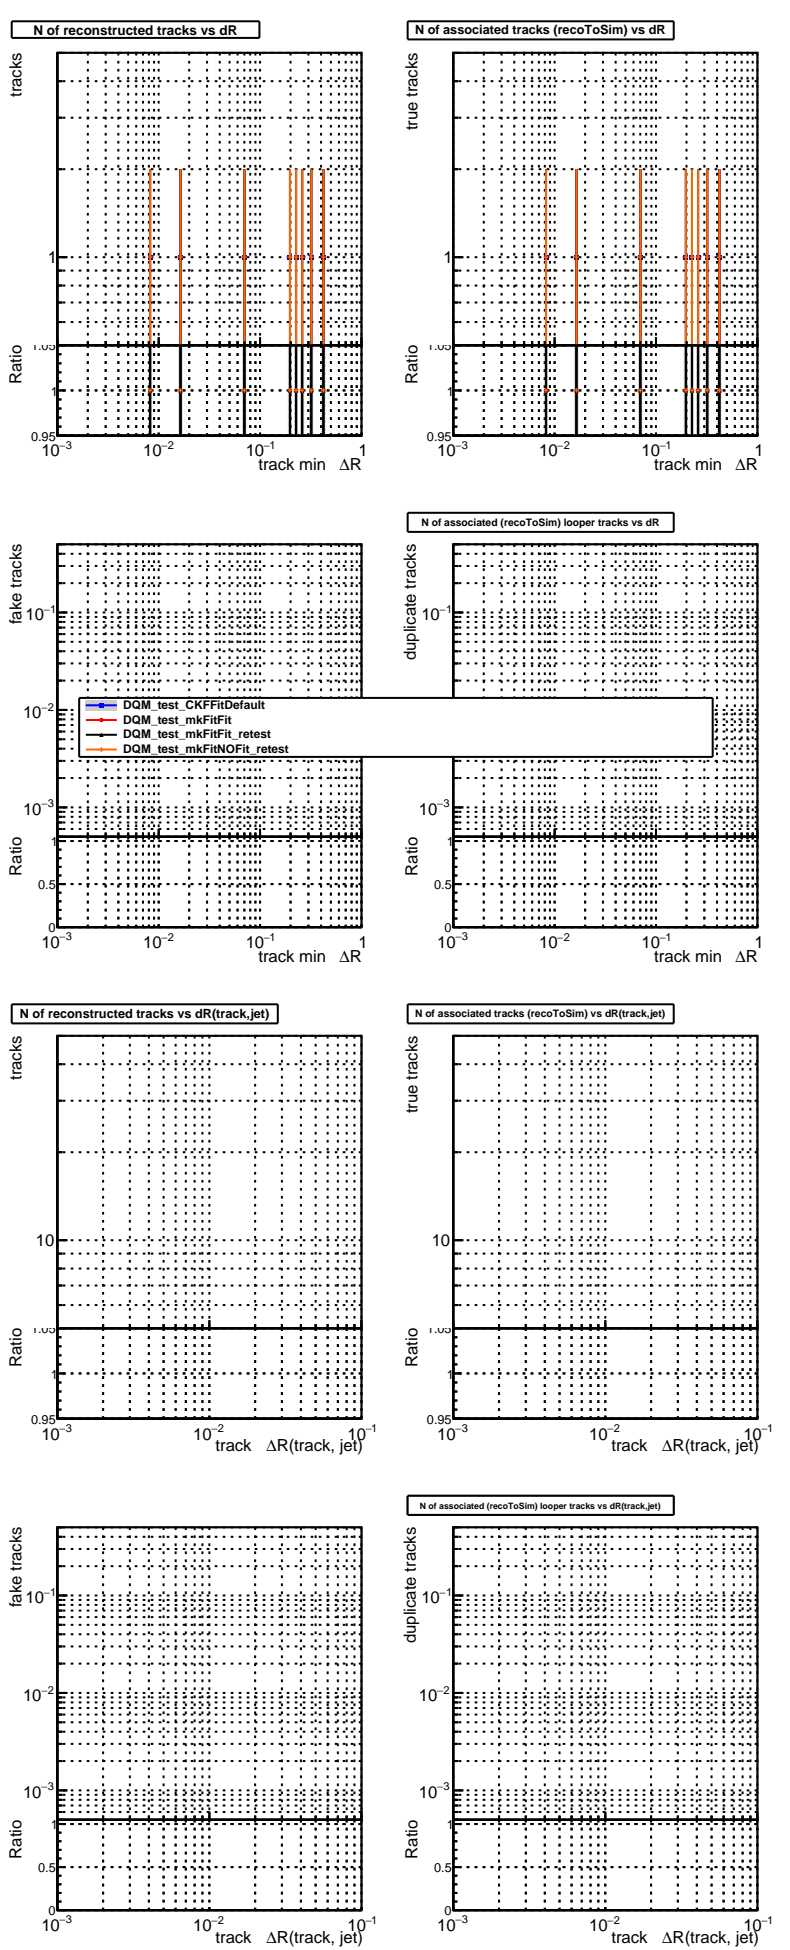 N of reconstructed tracks vs dR
tracks
1
1.05
Ratio
1
0.95
10⁻³ 10⁻² 10⁻¹ 1
track min ΔR
N of associated tracks (recoToSim) vs dR
true tracks
1
1.05
Ratio
1
0.95
10⁻³ 10⁻² 10⁻¹ 1
track min ΔR
fake tracks
10⁻¹
10⁻²
10⁻³
Ratio
1
0.5
0
10⁻³ 10⁻² 10⁻¹ 1
track min ΔR
N of associated (recoToSim) looper tracks vs dR
duplicate tracks
10⁻¹
10⁻³
Ratio
1
0.5
0
10⁻³ 10⁻² 10⁻¹ 1
track min ΔR
DQM_test_CKFFitDefault
DQM_test_mkFitFit
DQM_test_mkFitFit_retest
DQM_test_mkFitNOFit_retest
N of reconstructed tracks vs dR(track,jet)
tracks
10
1.05
Ratio
1
0.95
10⁻³ 10⁻² 10⁻¹
track ΔR(track, jet)
N of associated tracks (recoToSim) vs dR(track,jet)
true tracks
10
1.05
Ratio
1
0.95
10⁻³ 10⁻² 10⁻¹
track ΔR(track, jet)
fake tracks
10⁻¹
10⁻²
10⁻³
Ratio
1
0.5
0
10⁻³ 10⁻² 10⁻¹
track ΔR(track, jet)
N of associated (recoToSim) looper tracks vs dR(track,jet)
duplicate tracks
10⁻¹
10⁻²
10⁻³
Ratio
1
0.5
0
10⁻³ 10⁻² 10⁻¹
track ΔR(track, jet)